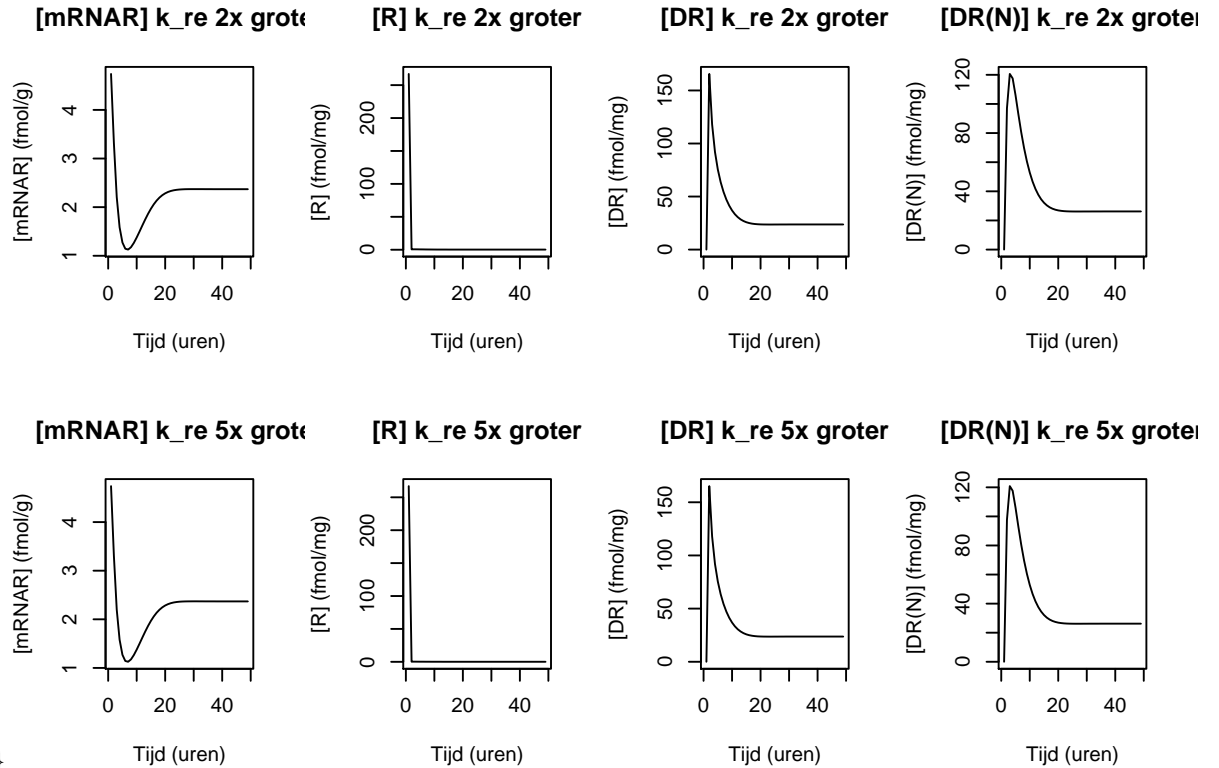 [mRNAR] k_re 2x grote
[R] k_re 2x groter
[DR] k_re 2x groter
[DR(N)] k_re 2x groter
[mRNAR] (fmol/g)
1 2 3 4
0 20 40
Tijd (uren)
[R] (fmol/mg)
0 100 200
0 20 40
Tijd (uren)
[DR] (fmol/mg)
0 50 100 150
0 20 40
Tijd (uren)
[DR(N)] (fmol/mg)
0 40 80 120
0 20 40
Tijd (uren)
[mRNAR] k_re 5x grote
[R] k_re 5x groter
[DR] k_re 5x groter
[DR(N)] k_re 5x groter
[mRNAR] (fmol/g)
1 2 3 4
0 20 40
Tijd (uren)
[R] (fmol/mg)
0 100 200
0 20 40
Tijd (uren)
[DR] (fmol/mg)
0 50 100 150
0 20 40
Tijd (uren)
[DR(N)] (fmol/mg)
0 40 80 120
0 20 40
Tijd (uren)